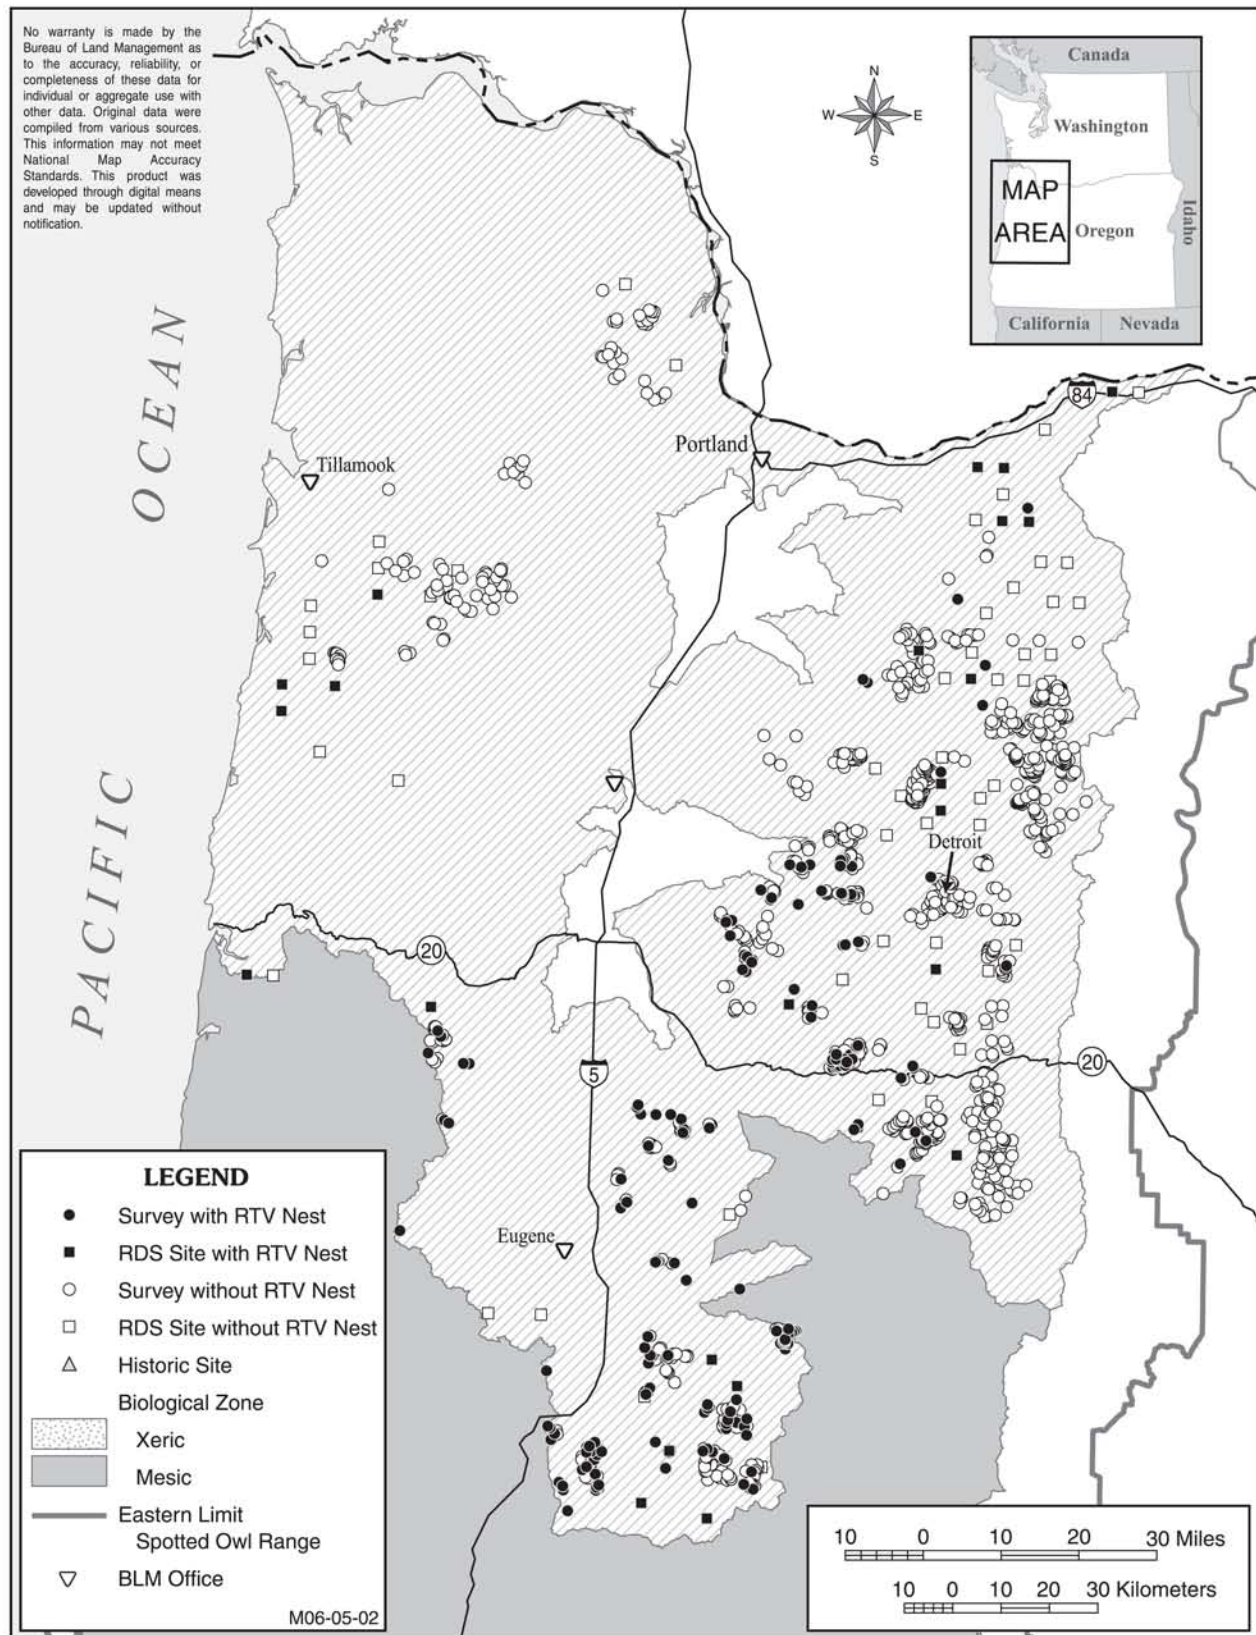 No warranty is made by the
Bureau of Land Management as
to the accuracy, reliability, or
completeness of these data for
individual or aggregate use with
other data. Original data were
compiled from various sources.
This information may not meet
National Map Accuracy
Standards. This product was
developed through digital means
and may be updated without
notification.
N
W E
S
Canada
Washington
MAP
AREA
Oregon
Idaho
California
Nevada
PACIFIC OCEAN
84
Portland
Tillamook
Detroit
20
5
20
Eugene
LEGEND
Survey with RTV Nest
RDS Site with RTV Nest
Survey without RTV Nest
RDS Site without RTV Nest
Historic Site
Biological Zone
Xeric
Mesic
Eastern Limit
Spotted Owl Range
BLM Office
M06-05-02
10 0 10 20 30 Miles
10 0 10 20 30 Kilometers